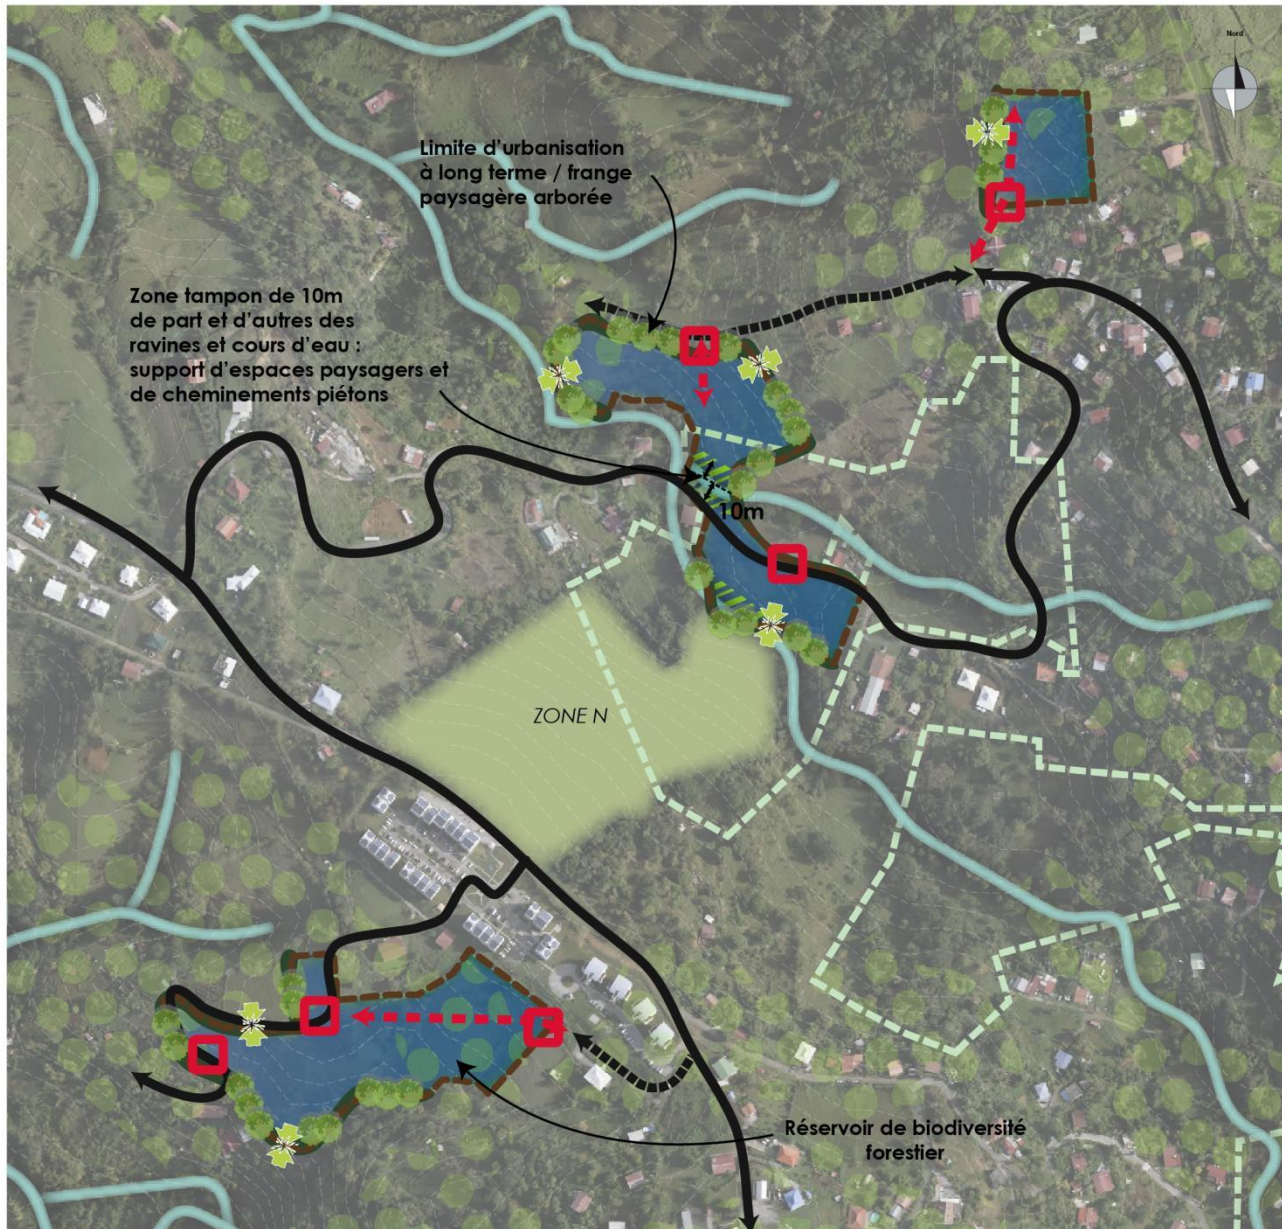 Nord
Limite d'urbanisation
à long terme / frange
paysagère arborée
Zone tampon de 10m
de part et d'autres des
ravines et cours d'eau :
support d'espaces paysagers et
de cheminements piétons
10m
ZONE N
Réservoir de biodiversité
forestier